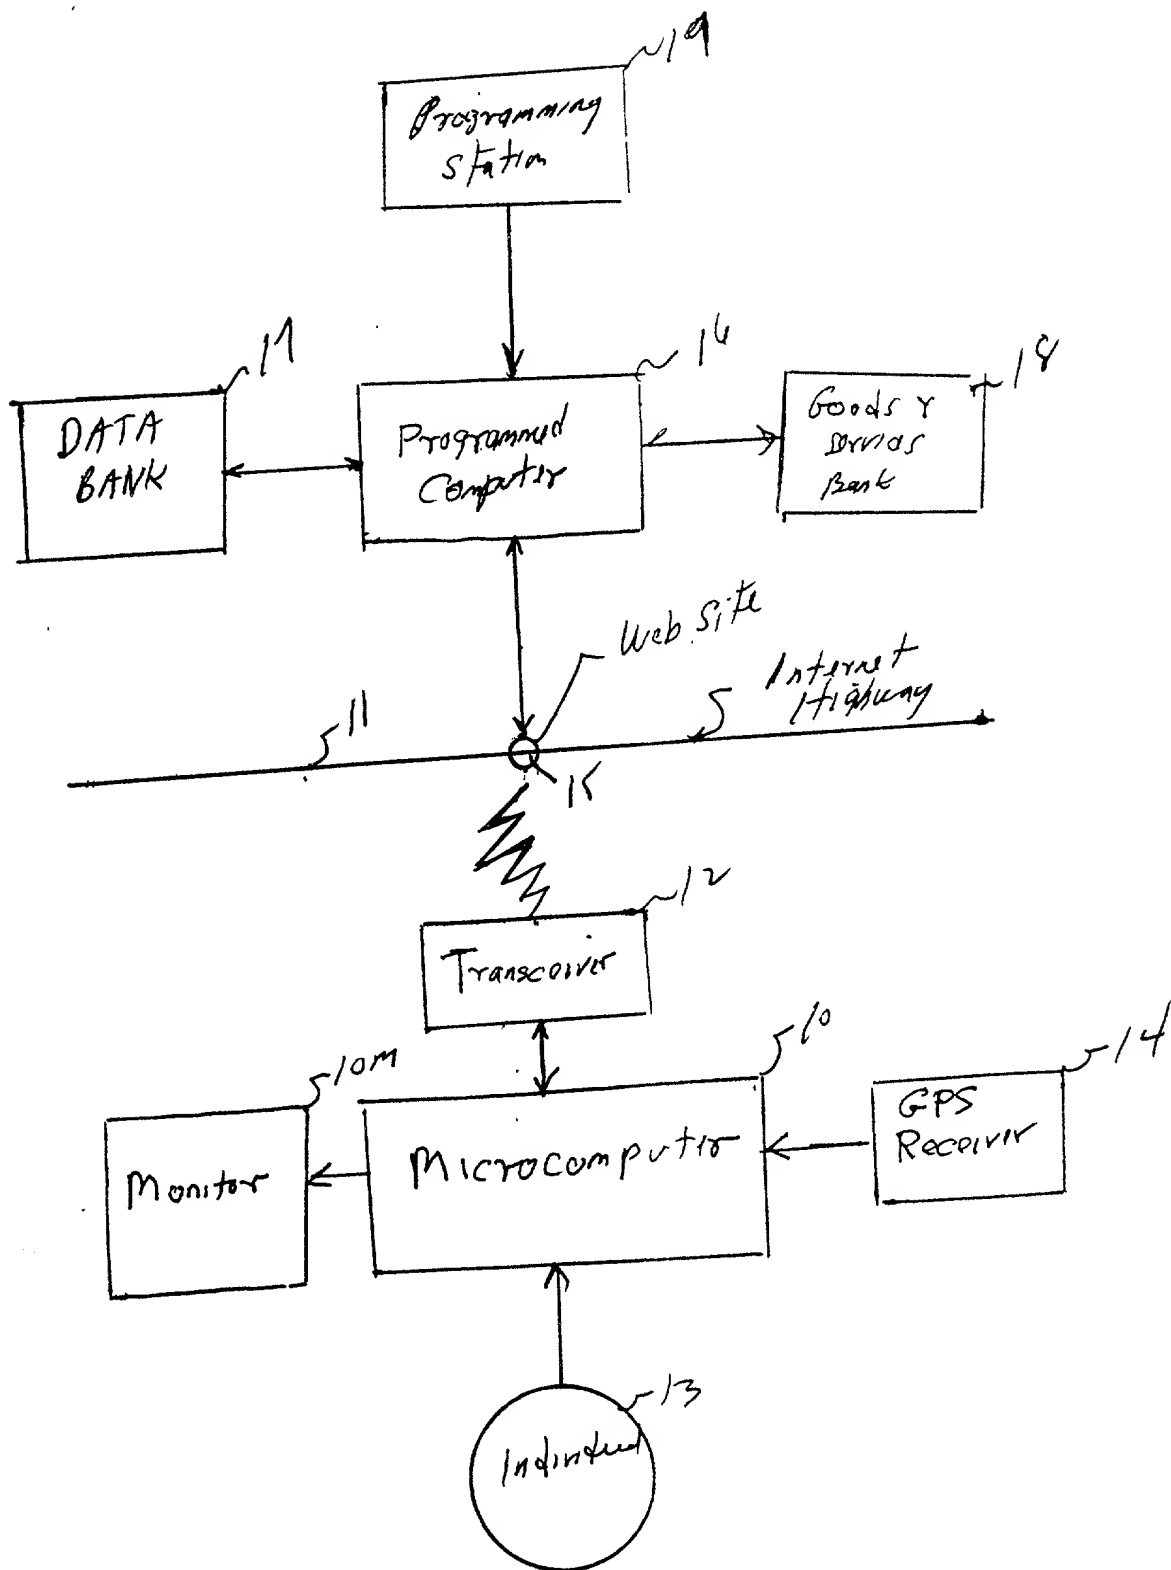 19
Programming
Station
17
DATA
BANK
16
Programmed
Computer
18
Goods &
Services
Bank
Web Site
Internet
Highway
11
15
12
Transceiver
10M
Monitor
10
Microcomputer
14
GPS
Receiver
13
Individual